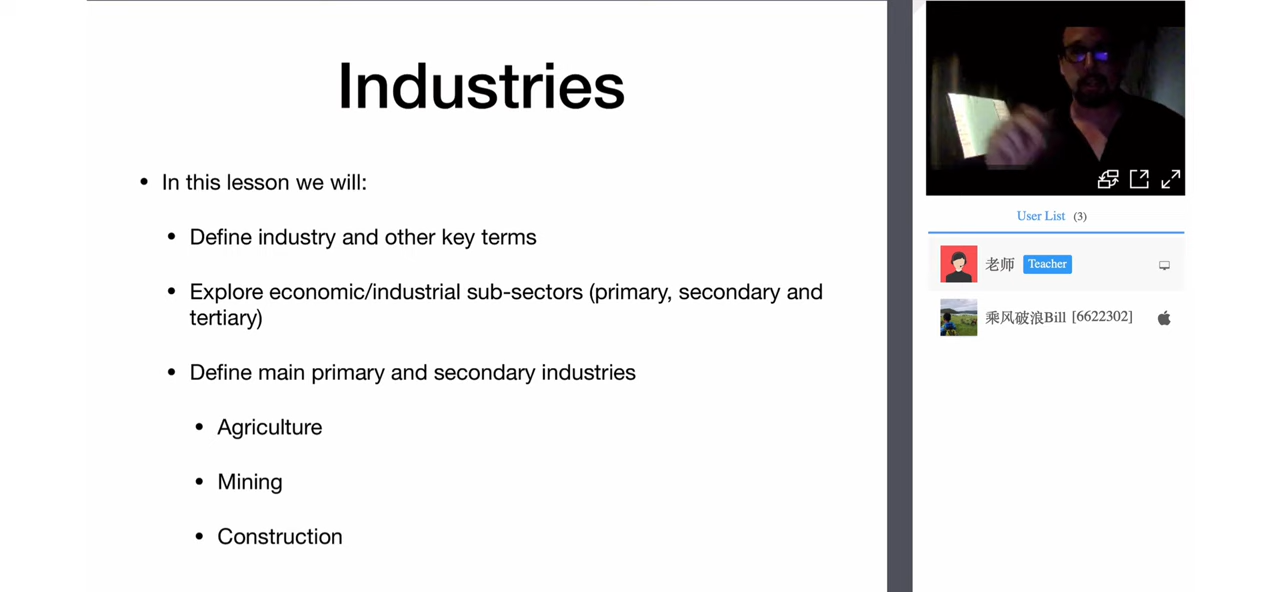 Industries
• In this lesson we will:
• Define industry and other key terms
• Explore economic/industrial sub-sectors (primary, secondary and
tertiary)
• Define main primary and secondary industries
• Agriculture
• Mining
• Construction
User List (3)
老师 Teacher
乘风破浪Bill [6622302]